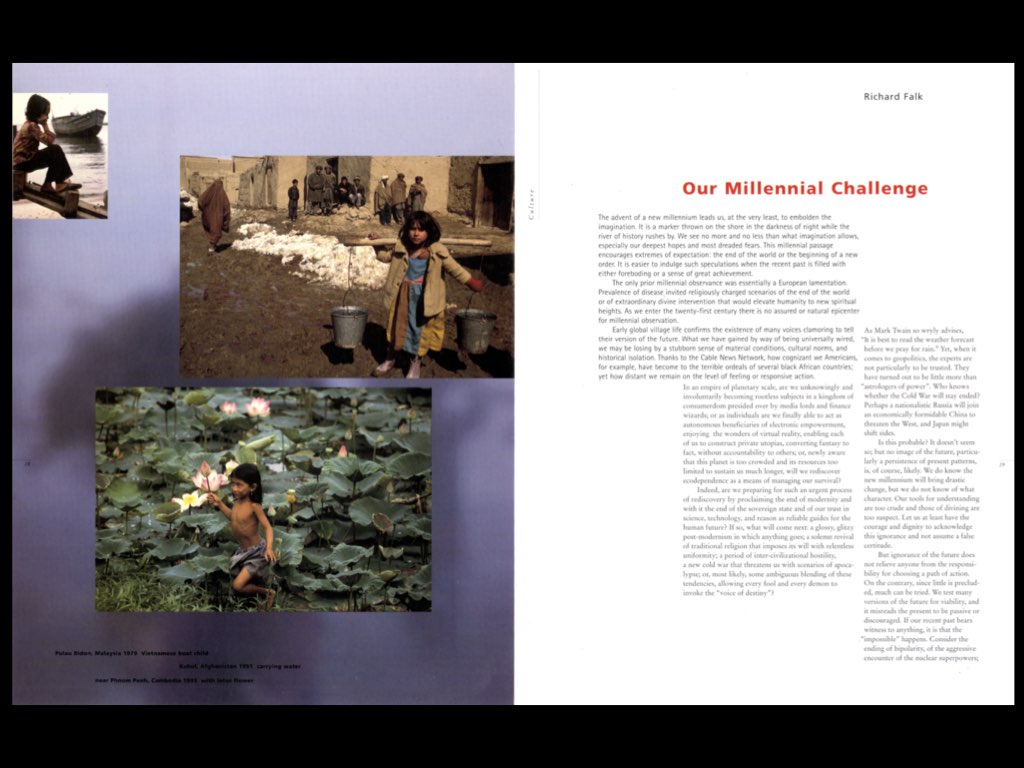 28
Palau Bidon, Malaysia 1979 Vietnamese boat child
Kabul, Afghanistan 1991 carrying water
near Phnom Penh, Cambodia 1993 with lotus flower
Culture
Richard Falk
Our Millennial Challenge
The advent of a new millennium leads us, at the very least, to embolden the
imagination. It is a marker thrown on the shore in the darkness of night while the
river of history rushes by. We see no more and no less than what imagination allows,
especially our deepest hopes and most dreaded fears. This millennial passage
encourages extremes of expectation: the end of the world or the beginning of a new
order. It is easier to indulge such speculations when the recent past is filled with
either foreboding or a sense of great achievement.
The only prior millennial observance was essentially a European lamentation.
Prevalence of disease invited religiously charged scenarios of the end of the world
or of extraordinary divine intervention that would elevate humanity to new spiritual
heights. As we enter the twenty-first century there is no assured or natural epicenter
for millennial observation.
Early global village life confirms the existence of many voices clamoring to tell
their version of the future. What we have gained by way of being universally wired,
we may be losing by a stubborn sense of material conditions, cultural norms, and
historical isolation. Thanks to the Cable News Network, how cognizant we Americans,
for example, have become to the terrible ordeals of several black African countries;
yet how distant we remain on the level of feeling or responsive action.
In an empire of planetary scale, are we unknowingly and
involuntarily becoming rootless subjects in a kingdom of
consumerdom presided over by media lords and finance
wizards; or as individuals are we finally able to act as
autonomous beneficiaries of electronic empowerment,
enjoying the wonders of virtual reality, enabling each
of us to construct private utopias, converting fantasy to
fact, without accountability to others; or, newly aware
that this planet is too crowded and its resources too
limited to sustain us much longer, will we rediscover
ecodependence as a means of managing our survival?
Indeed, are we preparing for such an urgent process
of rediscovery by proclaiming the end of modernity and
with it the end of the sovereign state and of our trust in
science, technology, and reason as reliable guides for the
human future? If so, what will come next: a glossy, glitzy
post-modernism in which anything goes; a solemn revival
of traditional religion that imposes its will with relentless
uniformity; a period of inter-civilizational hostility,
a new cold war that threatens us with scenarios of apoca-
lypse; or, most likely, some ambiguous blending of these
tendencies, allowing every fool and every demon to
invoke the "voice of destiny"?
As Mark Twain so wryly advises,
"It is best to read the weather forecast
before we pray for rain." Yet, when it
comes to geopolitics, the experts are
not particularly to be trusted. They
have turned out to be little more than
"astrologers of power". Who knows
whether the Cold War will stay ended?
Perhaps a nationalistic Russia will join
an economically formidable China to
threaten the West, and Japan might
shift sides.
Is this probable? It doesn't seem
so; but no image of the future, particu-
larly a persistence of present patterns,
is, of course, likely. We do know the
new millennium will bring drastic
change, but we do not know of what
character. Our tools for understanding
are too crude and those of divining are
too suspect. Let us at least have the
courage and dignity to acknowledge
this ignorance and not assume a false
certitude.
But ignorance of the future does
not relieve anyone from the responsi-
bility for choosing a path of action.
On the contrary, since little is preclud-
ed, much can be tried. We test many
versions of the future for viability, and
it misreads the present to be passive or
discouraged. If our recent past bears
witness to anything, it is that the
"impossible" happens. Consider the
ending of bipolarity, of the aggressive
encounter of the nuclear superpowers;
29